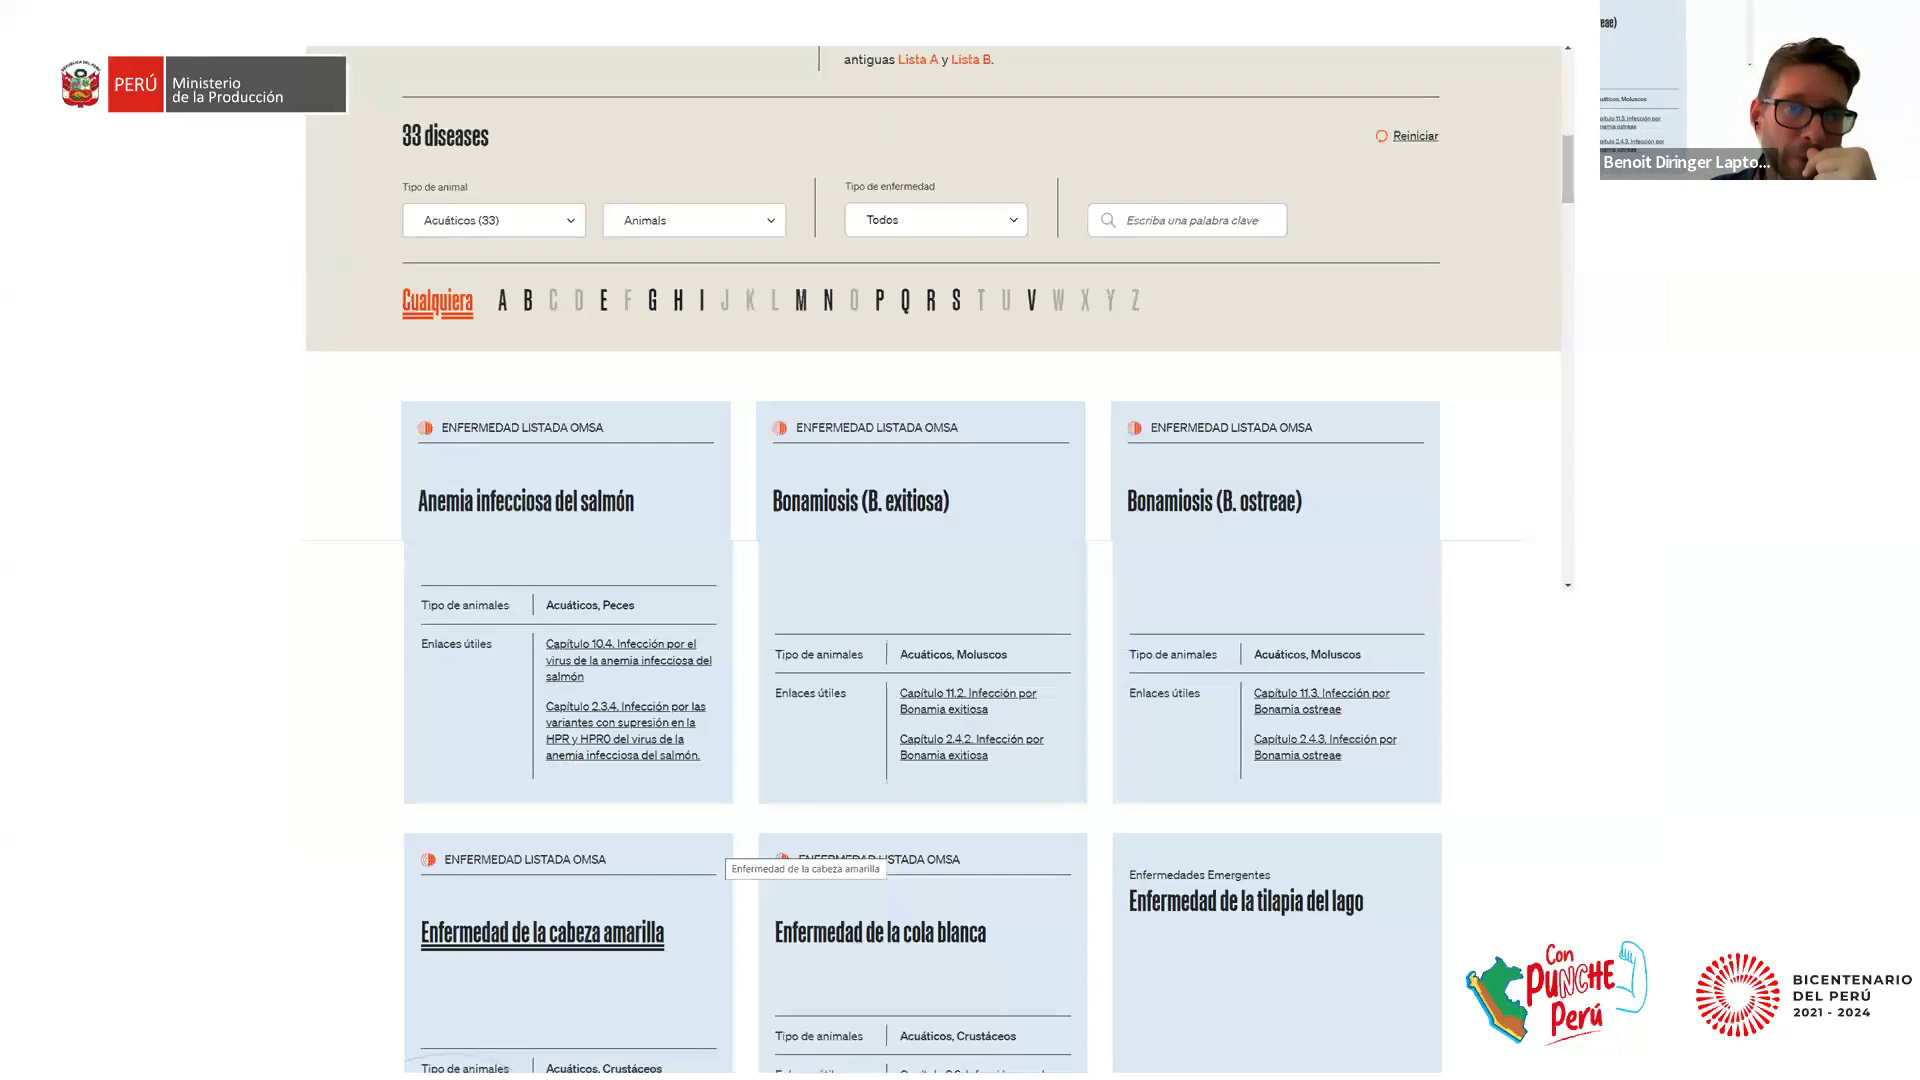 PERÚ
Ministerio
de la Producción
antiguas Lista A y Lista B.
33 diseases
Reiniciar
Tipo de animal
Tipo de enfermedad
Acuáticos (33)
Animals
Todos
Escriba una palabra clave
Cualquiera A B C D E F G H I J K L M N O P Q R S T U V W X Y Z
ENFERMEDAD LISTADA OMSA
Anemia infecciosa del salmón
Tipo de animales
Acuáticos, Peces
Enlaces útiles
Capítulo 10.4. Infección por el
virus de la anemia infecciosa del
salmón
Capítulo 2.3.4. Infección por las
variantes con supresión en la
HPR y HPR0 del virus de la
anemia infecciosa del salmón.
ENFERMEDAD LISTADA OMSA
Bonamiosis (B. exitiosa)
Tipo de animales
Acuáticos, Moluscos
Enlaces útiles
Capítulo 11.2. Infección por
Bonamia exitiosa
Capítulo 2.4.2. Infección por
Bonamia exitiosa
ENFERMEDAD LISTADA OMSA
Bonamiosis (B. ostreae)
Tipo de animales
Acuáticos, Moluscos
Enlaces útiles
Capítulo 11.3. Infección por
Bonamia ostreae
Capítulo 2.4.3. Infección por
Bonamia ostreae
ENFERMEDAD LISTADA OMSA
Enfermedad de la cabeza amarilla
Tipo de animales
Acuáticos, Crustáceos
Enfermedad de la cabeza amarilla
ENFERMEDAD LISTADA OMSA
Enfermedad de la cola blanca
Tipo de animales
Acuáticos, Crustáceos
Enfermedades Emergentes
Enfermedad de la tilapia del lago
Benoit Diringer Lapto...
Con
PUNCHE
Perú
BICENTENARIO
DEL PERÚ
2021 - 2024